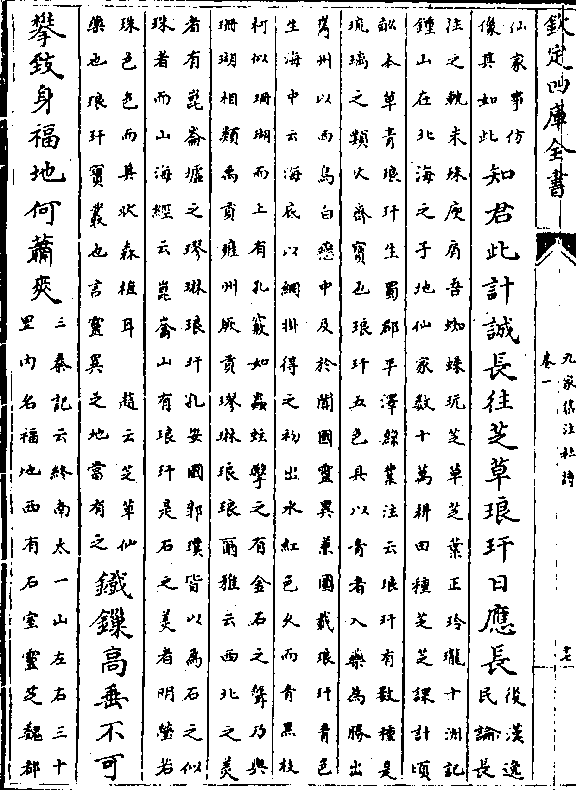 欽定四庫全書
九家集注杜詩
卷一
十七
仙家事仿
像真如此
知君此計誠長往芝草琅玕日應長
後漢逸
民論長
往之軌未殊庾肩吾蜘蛛玩芝草芝葉正玲瓏十洲記
鍾山在北海之子地仙家數十萬耕田種芝芝課計頃
畝本草青琅玕生蜀郡平澤綠葉注云琅玕有數種是
琉璃之類火齊寶也琅玕五色具以青者入藥為勝出
嶲州以西烏白蠻中及於闐國靈異兼國載琅玕青色
生海中云海底以網掛得之初出水紅色久而青黑枝
柯似珊瑚而上有孔竅如蟲蛀擊之有金石之聲乃與
珊瑚相類禹貢雍州厥貢璆琳琅琅爾雅云西北之美
者有崑崙墟之璆琳琅玕孔安國郭璞皆以為石之似
珠者而山海經云崑崙山有琅玕是石之美者明瑩若
珠色色而其狀森植耳 趙云芝草仙
藥也琅玕寶叢也言靈異之地當有之
鐵鏁高垂不可
攀致身福地何蕭爽
三秦記云終南太一山左右三十
里内名福地西有石室靈芝魏都